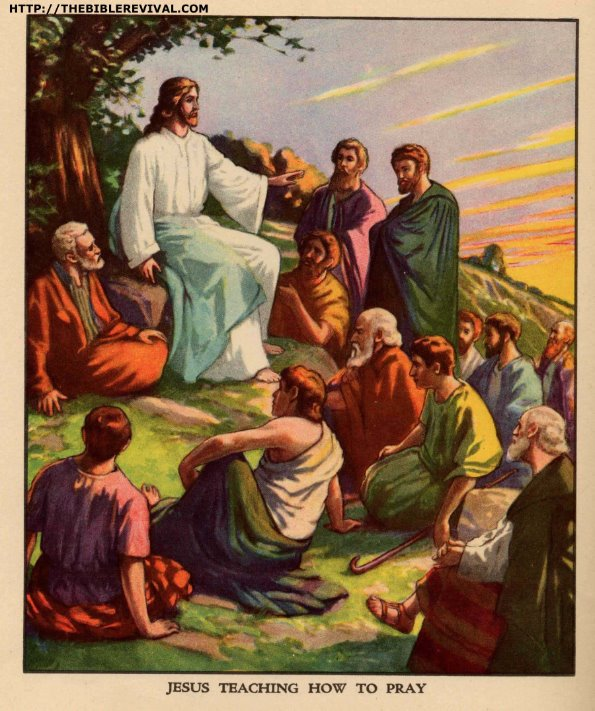 HTTP://THEBIBLEREVIVAL.COM
JESUS TEACHING HOW TO PRAY